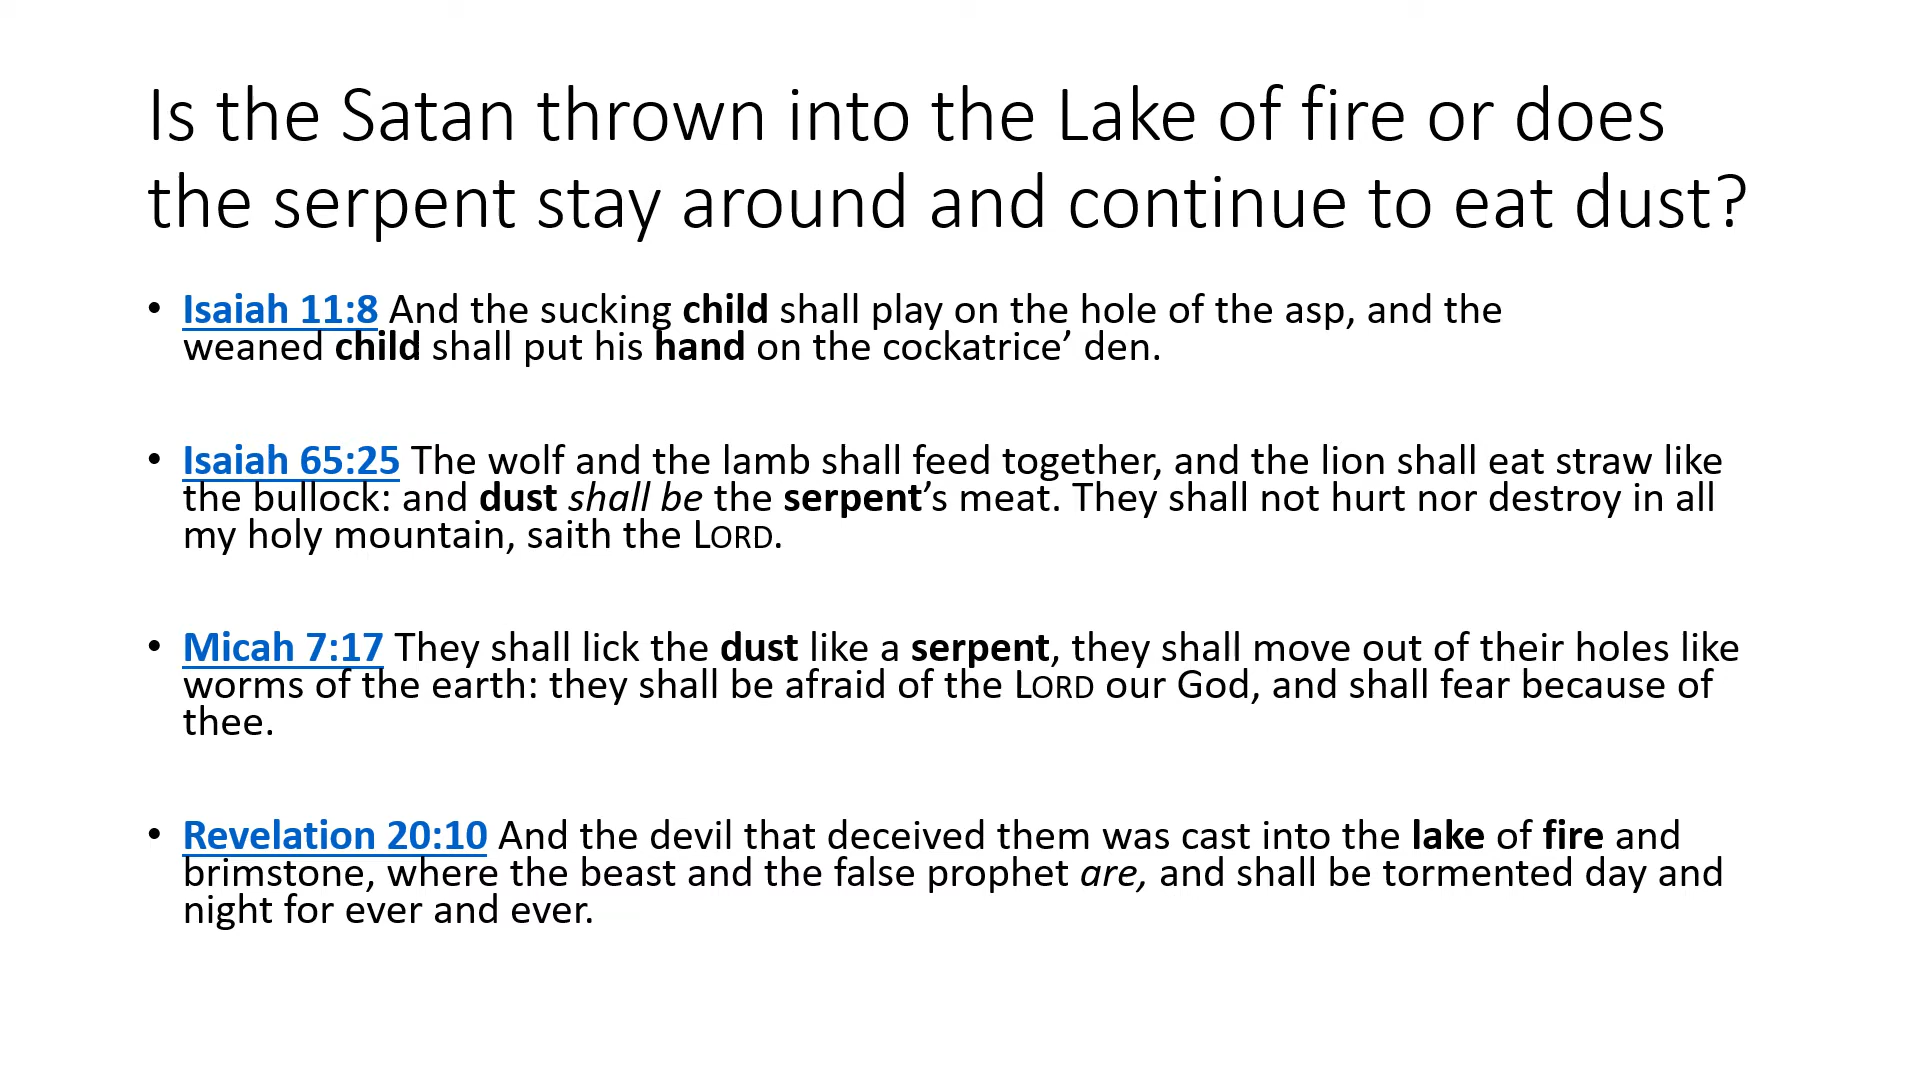 Is the Satan thrown into the Lake of fire or does
the serpent stay around and continue to eat dust?
• Isaiah 11:8 And the sucking child shall play on the hole of the asp, and the
weaned child shall put his hand on the cockatrice’ den.
• Isaiah 65:25 The wolf and the lamb shall feed together, and the lion shall eat straw like
the bullock: and dust shall be the serpent’s meat. They shall not hurt nor destroy in all
my holy mountain, saith the LORD.
• Micah 7:17 They shall lick the dust like a serpent, they shall move out of their holes like
worms of the earth: they shall be afraid of the LORD our God, and shall fear because of
thee.
• Revelation 20:10 And the devil that deceived them was cast into the lake of fire and
brimstone, where the beast and the false prophet are, and shall be tormented day and
night for ever and ever.